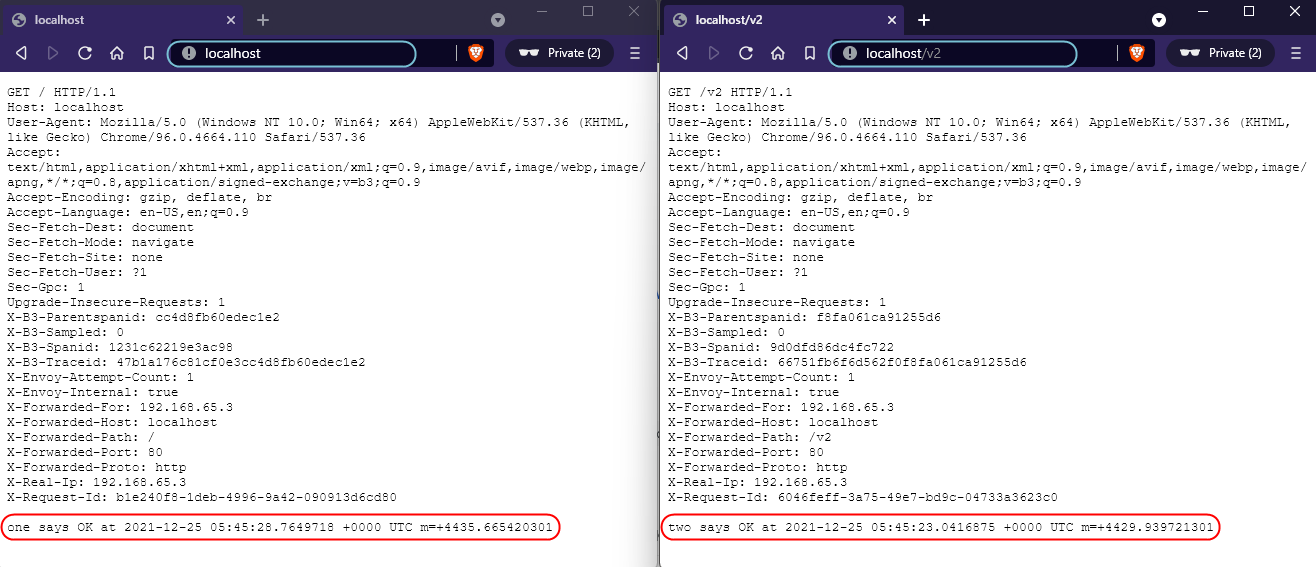 localhost
localhost
Private (2)
GET / HTTP/1.1
Host: localhost
User-Agent: Mozilla/5.0 (Windows NT 10.0; Win64; x64) AppleWebKit/537.36 (KHTML,
like Gecko) Chrome/96.0.4664.110 Safari/537.36
Accept:
text/html,application/xhtml+xml,application/xml;q=0.9,image/avif,image/webp,image/
apng,*/*;q=0.8,application/signed-exchange;v=b3;q=0.9
Accept-Encoding: gzip, deflate, br
Accept-Language: en-US,en;q=0.9
Sec-Fetch-Dest: document
Sec-Fetch-Mode: navigate
Sec-Fetch-Site: none
Sec-Fetch-User: ?1
Sec-Gpc: 1
Upgrade-Insecure-Requests: 1
X-B3-Parentspanid: cc4d8fb60edec1e2
X-B3-Sampled: 0
X-B3-Spanid: 1231c62219e3ac98
X-B3-Traceid: 47b1a176c81cf0e3cc4d8fb60edec1e2
X-Envoy-Attempt-Count: 1
X-Envoy-Internal: true
X-Forwarded-For: 192.168.65.3
X-Forwarded-Host: localhost
X-Forwarded-Path: /
X-Forwarded-Port: 80
X-Forwarded-Proto: http
X-Real-Ip: 192.168.65.3
X-Request-Id: b1e240f8-1deb-4996-9a42-090913d6cd80
one says OK at 2021-12-25 05:45:28.7649718 +0000 UTC m=+4435.665420301
localhost/v2
localhost/v2
Private (2)
GET /v2 HTTP/1.1
Host: localhost
User-Agent: Mozilla/5.0 (Windows NT 10.0; Win64; x64) AppleWebKit/537.36 (KHTML,
like Gecko) Chrome/96.0.4664.110 Safari/537.36
Accept:
text/html,application/xhtml+xml,application/xml;q=0.9,image/avif,image/webp,image/
apng,*/*;q=0.8,application/signed-exchange;v=b3;q=0.9
Accept-Encoding: gzip, deflate, br
Accept-Language: en-US,en;q=0.9
Sec-Fetch-Dest: document
Sec-Fetch-Mode: navigate
Sec-Fetch-Site: none
Sec-Fetch-User: ?1
Sec-Gpc: 1
Upgrade-Insecure-Requests: 1
X-B3-Parentspanid: f8fa061ca91255d6
X-B3-Sampled: 0
X-B3-Spanid: 9d0dfd86dc4fc722
X-B3-Traceid: 66751fb6f6d562f0f8fa061ca91255d6
X-Envoy-Attempt-Count: 1
X-Envoy-Internal: true
X-Forwarded-For: 192.168.65.3
X-Forwarded-Host: localhost
X-Forwarded-Path: /v2
X-Forwarded-Port: 80
X-Forwarded-Proto: http
X-Real-Ip: 192.168.65.3
X-Request-Id: 6046feff-3a75-49e7-bd9c-04733a3623c0
two says OK at 2021-12-25 05:45:23.0416875 +0000 UTC m=+4429.939721301